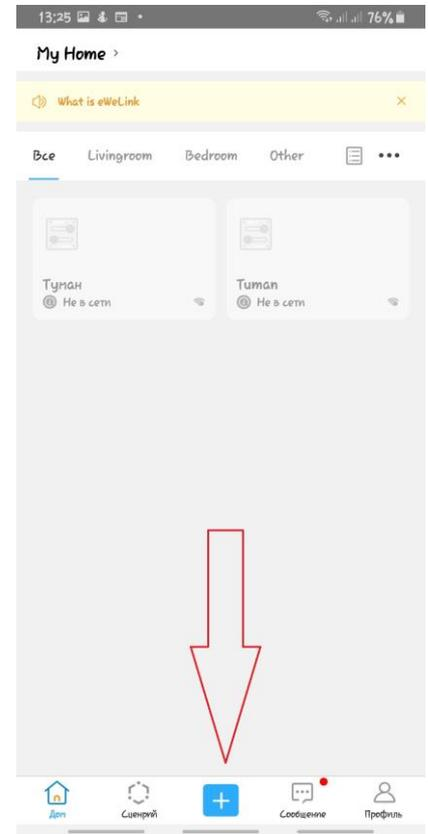 13:25 76%
My Home >
What is eWeLink ×
Все Livingroom Bedroom Other
Туман Tuman
Не в сети Не в сети
Дом Сценрий Сообщение Профиль